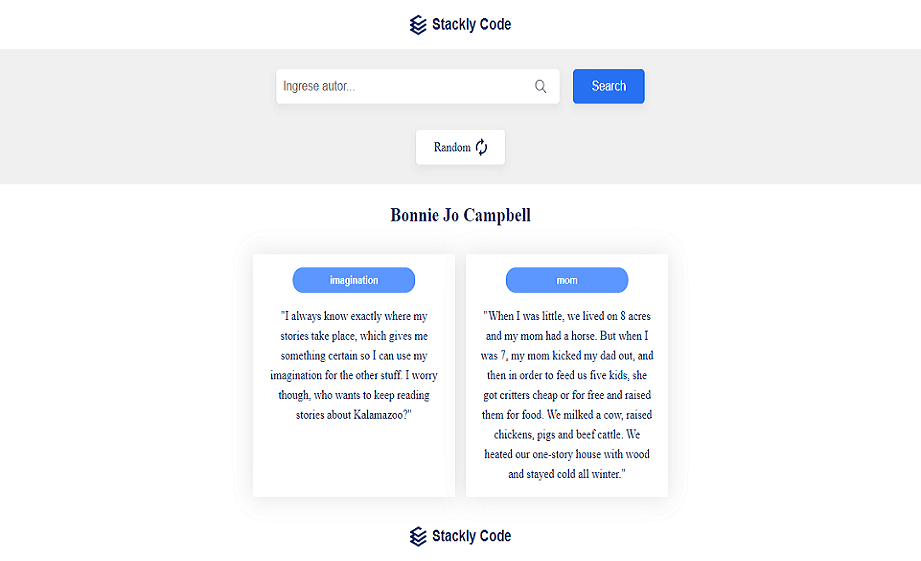 Stackly Code
Ingrese autor...
Search
Random
Bonnie Jo Campbell
imagination
"I always know exactly where my
stories take place, which gives me
something certain so I can use my
imagination for the other stuff. I worry
though, who wants to keep reading
stories about Kalamazoo?"
mom
"When I was little, we lived on 8 acres
and my mom had a horse. But when I
was 7, my mom kicked my dad out, and
then in order to feed us five kids, she
got critters cheap or for free and raised
them for food. We milked a cow, raised
chickens, pigs and beef cattle. We
heated our one-story house with wood
and stayed cold all winter."
Stackly Code